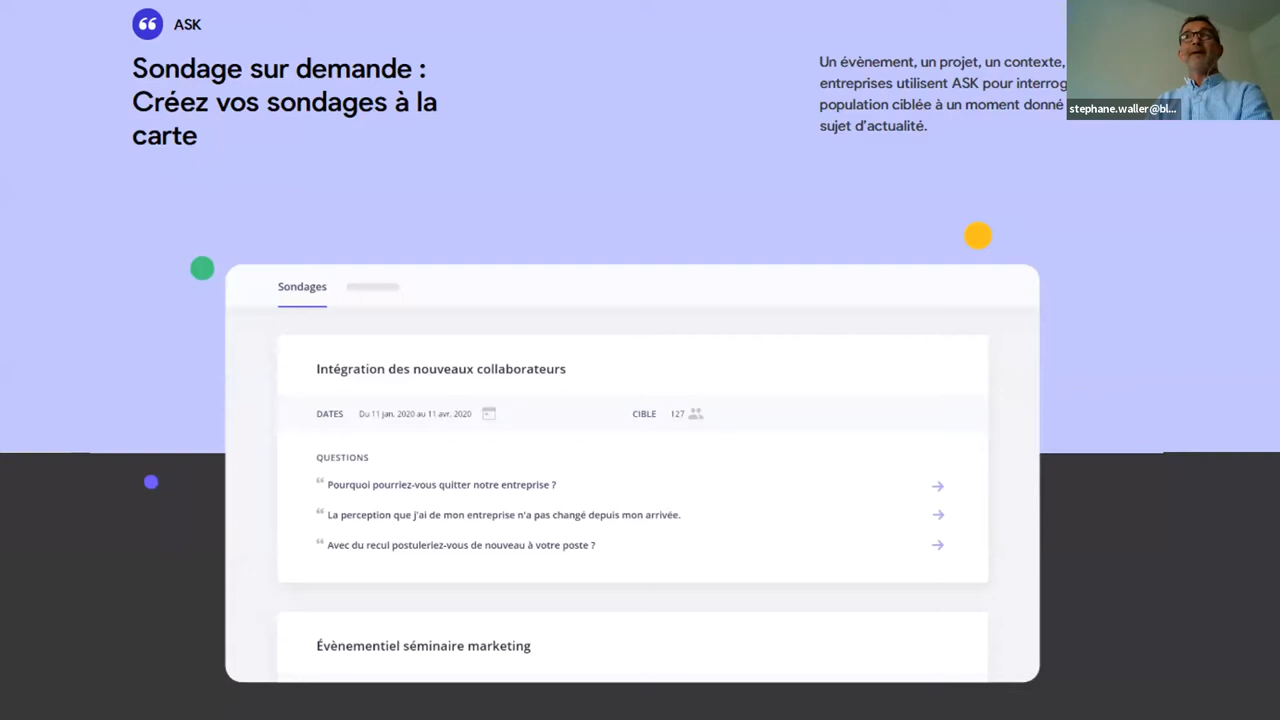 ASK
Sondage sur demande :
Créez vos sondages à la
carte
Un évènement, un projet, un contexte,
entreprises utilisent ASK pour interrog
population ciblée à un moment donné
sujet d'actualité.
stephane.waller@bl...
Sondages
Intégration des nouveaux collaborateurs
DATES Du 11 jan. 2020 au 11 avr. 2020
CIBLE 127
QUESTIONS
“ Pourquoi pourriez-vous quitter notre entreprise ?
“ La perception que j'ai de mon entreprise n'a pas changé depuis mon arrivée.
“ Avec du recul postuleriez-vous de nouveau à votre poste ?
Évènementiel séminaire marketing